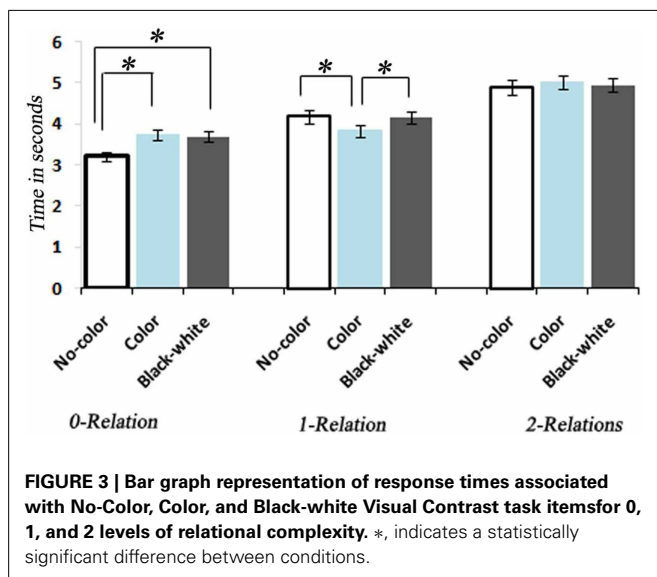 *
*
*
*
6
5
4
3
2
1
0
Time in seconds
No-color
Color
Black-white
No-color
Color
Black-white
No-color
Color
Black-white
0-Relation
1-Relation
2-Relations
FIGURE 3 | Bar graph representation of response times associated
with No-Color, Color, and Black-white Visual Contrast task itemsfor 0,
1, and 2 levels of relational complexity. *, indicates a statistically
significant difference between conditions.